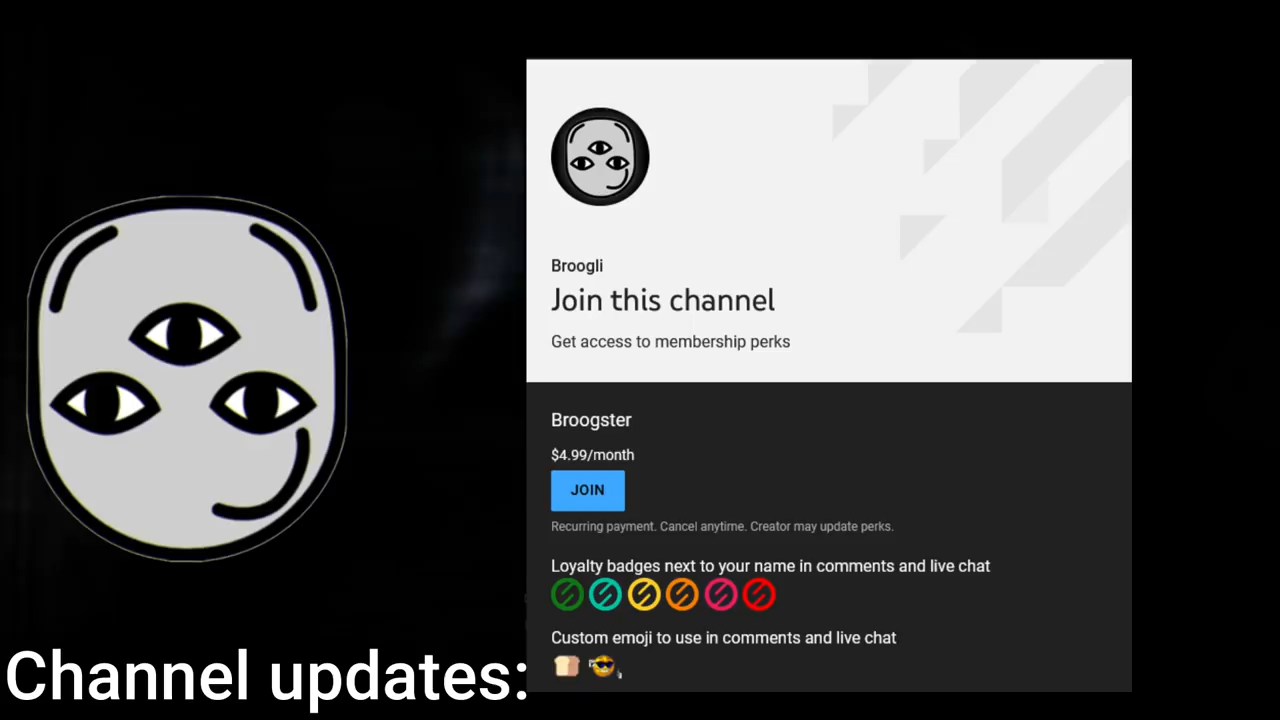 Broogli
Join this channel
Get access to membership perks
Broogster
$4.99/month
JOIN
Recurring payment. Cancel anytime. Creator may update perks.
Loyalty badges next to your name in comments and live chat
Custom emoji to use in comments and live chat
Channel updates: